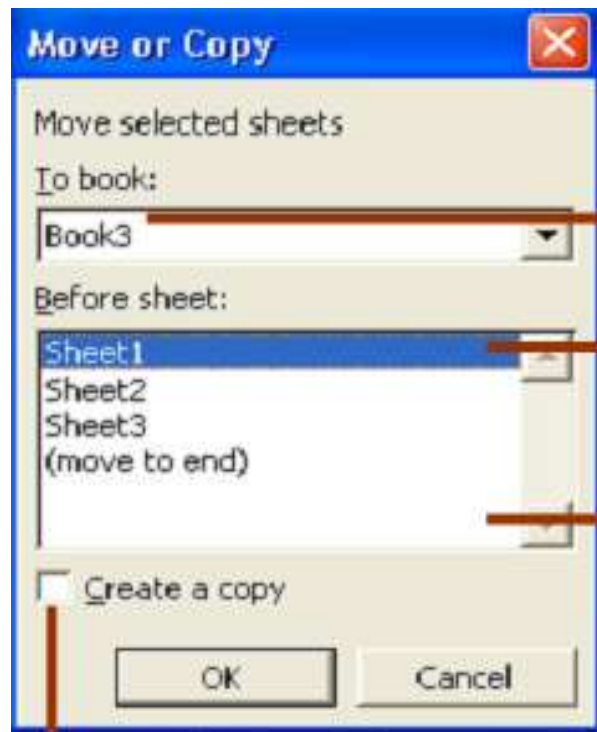 Move or Copy
Move selected sheets
To book:
Book3
Before sheet:
Sheet1
Sheet2
Sheet3
(move to end)
Create a copy
OK Cancel